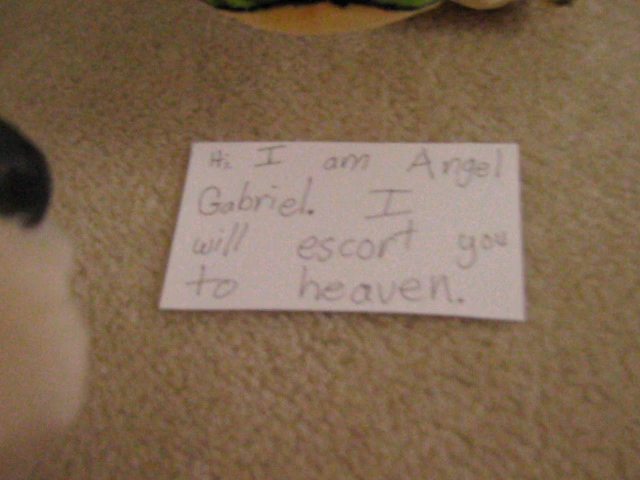 Hi, I am Angel
Gabriel. I
will escort you
to heaven.